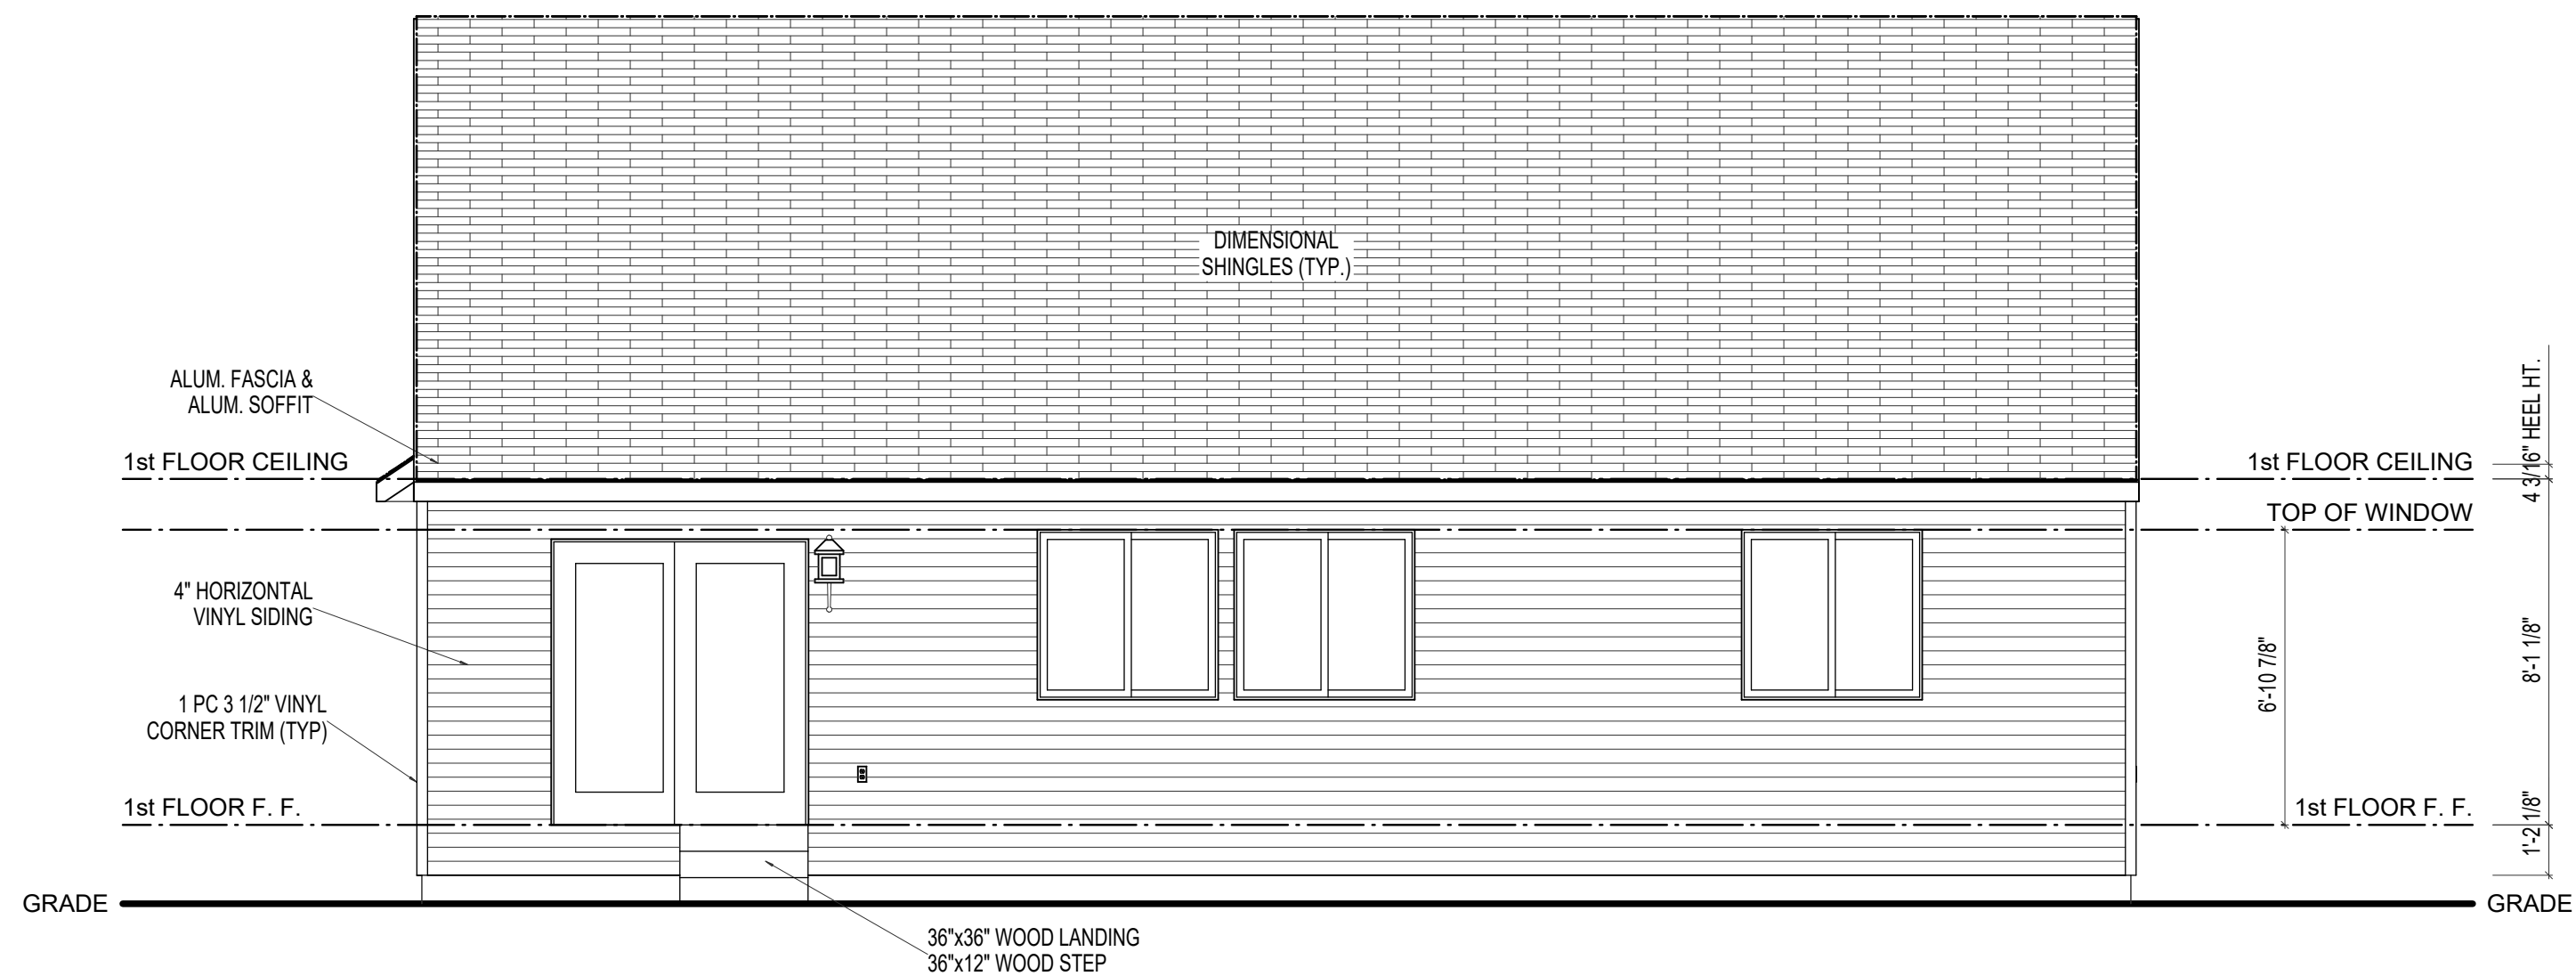 DIMENSIONAL
SHINGLES (TYP.)
ALUM. FASCIA &
ALUM. SOFFIT
1st FLOOR CEILING
1st FLOOR CEILING
4 3/16" HEEL HT.
TOP OF WINDOW
4" HORIZONTAL
VINYL SIDING
6'-10 7/8"
8'-1 1/8"
1 PC 3 1/2" VINYL
CORNER TRIM (TYP)
1st FLOOR F. F.
1st FLOOR F. F.
1'-2 1/8"
GRADE
GRADE
36"x36" WOOD LANDING
36"x12" WOOD STEP